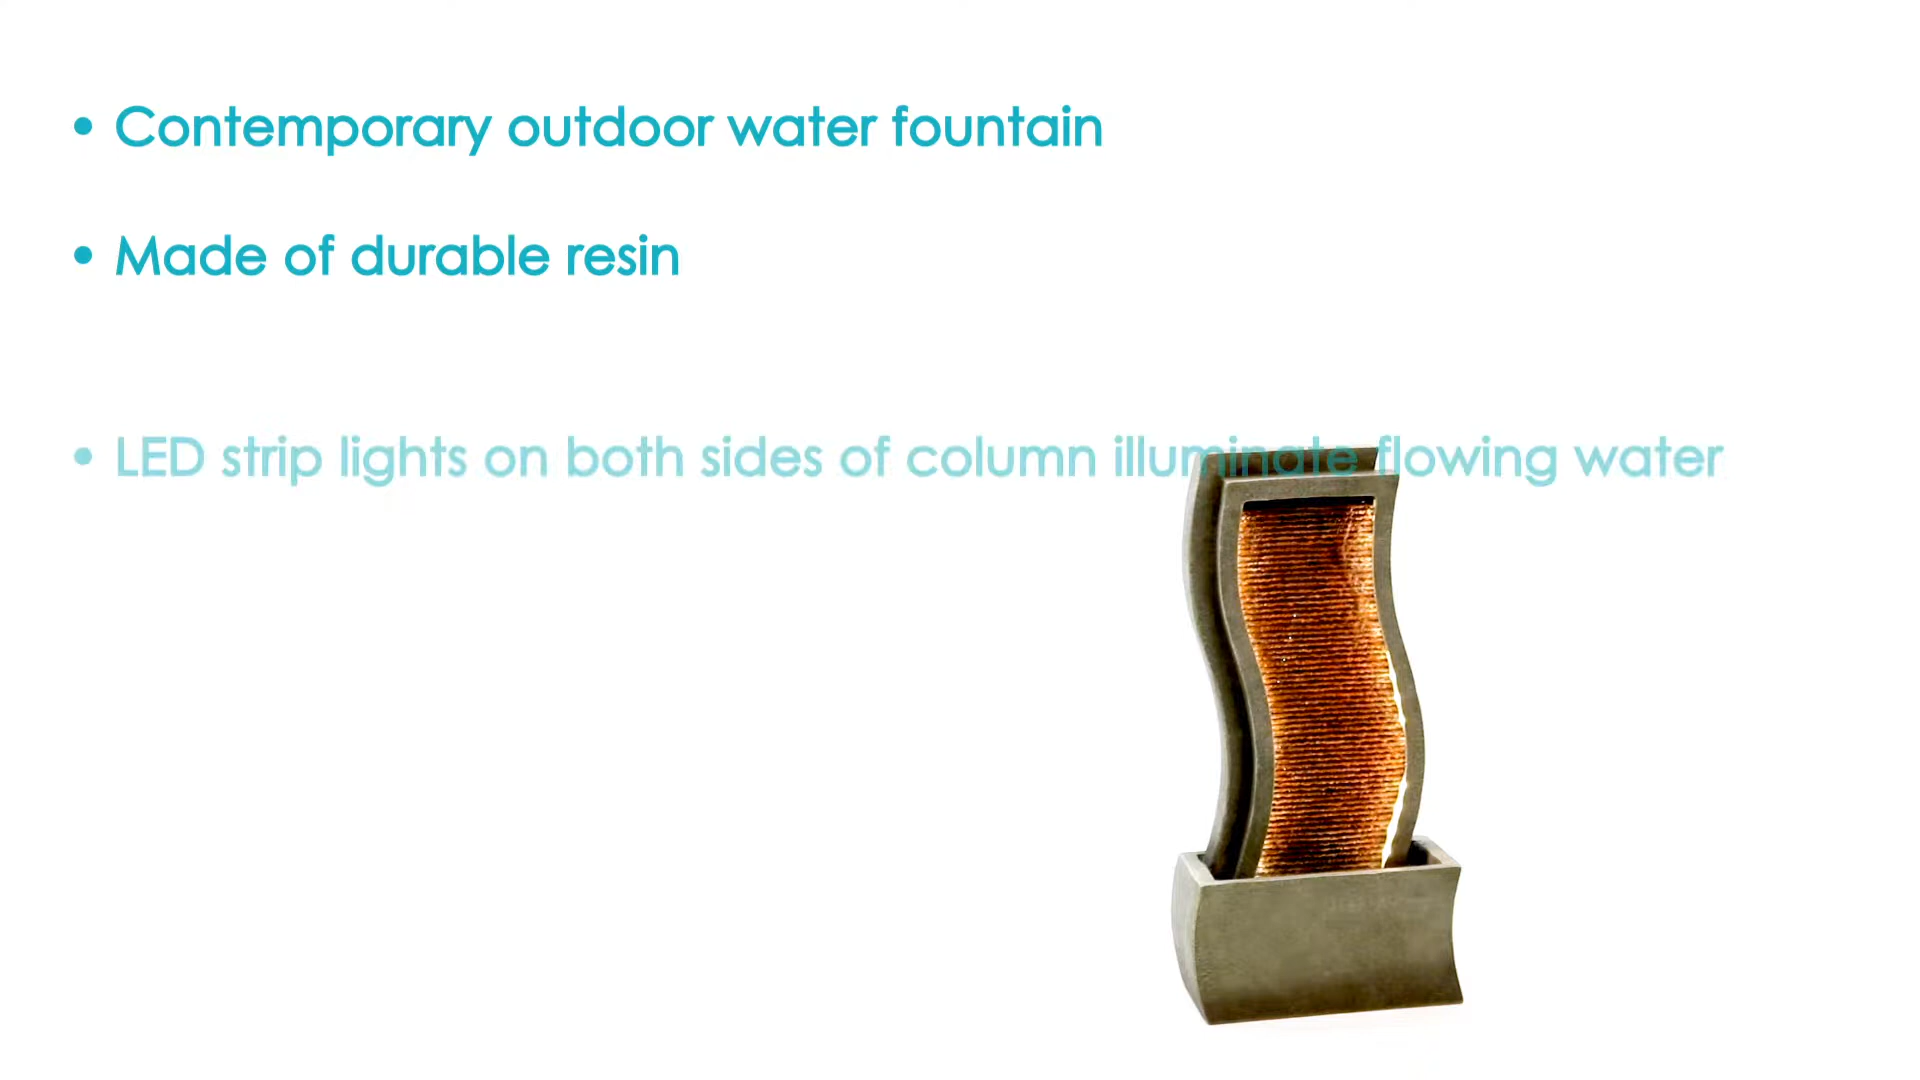 • Contemporary outdoor water fountain
• Made of durable resin
• LED strip lights on both sides of column illuminate flowing water